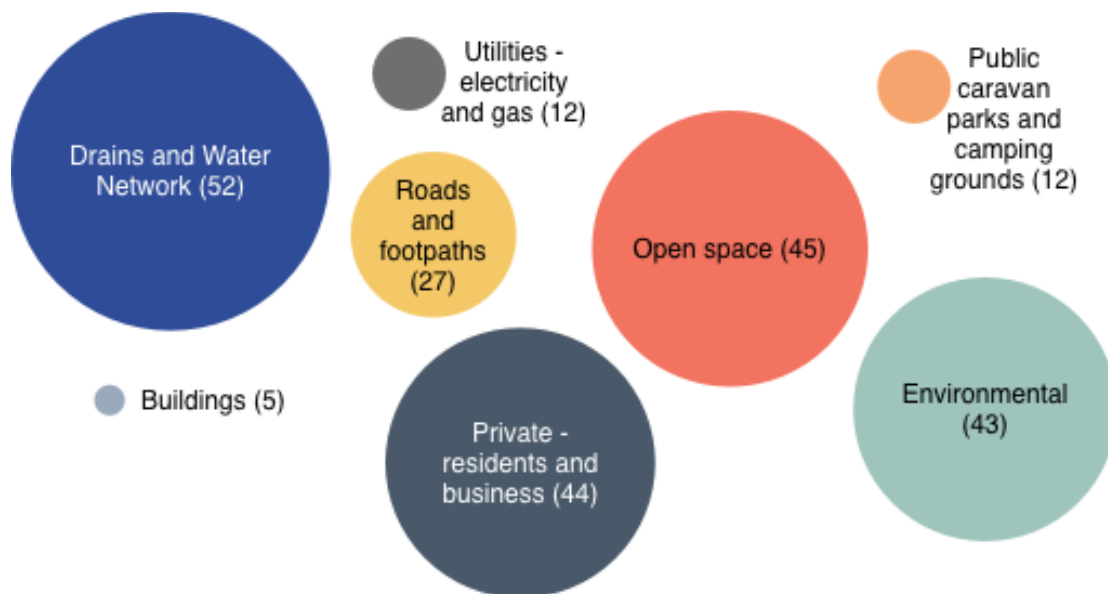 Drains and Water
Network (52)
Utilities -
electricity
and gas (12)
Public
caravan
parks and
camping
grounds (12)
Roads
and
footpaths
(27)
Open space (45)
Buildings (5)
Private -
residents and
business (44)
Environmental
(43)